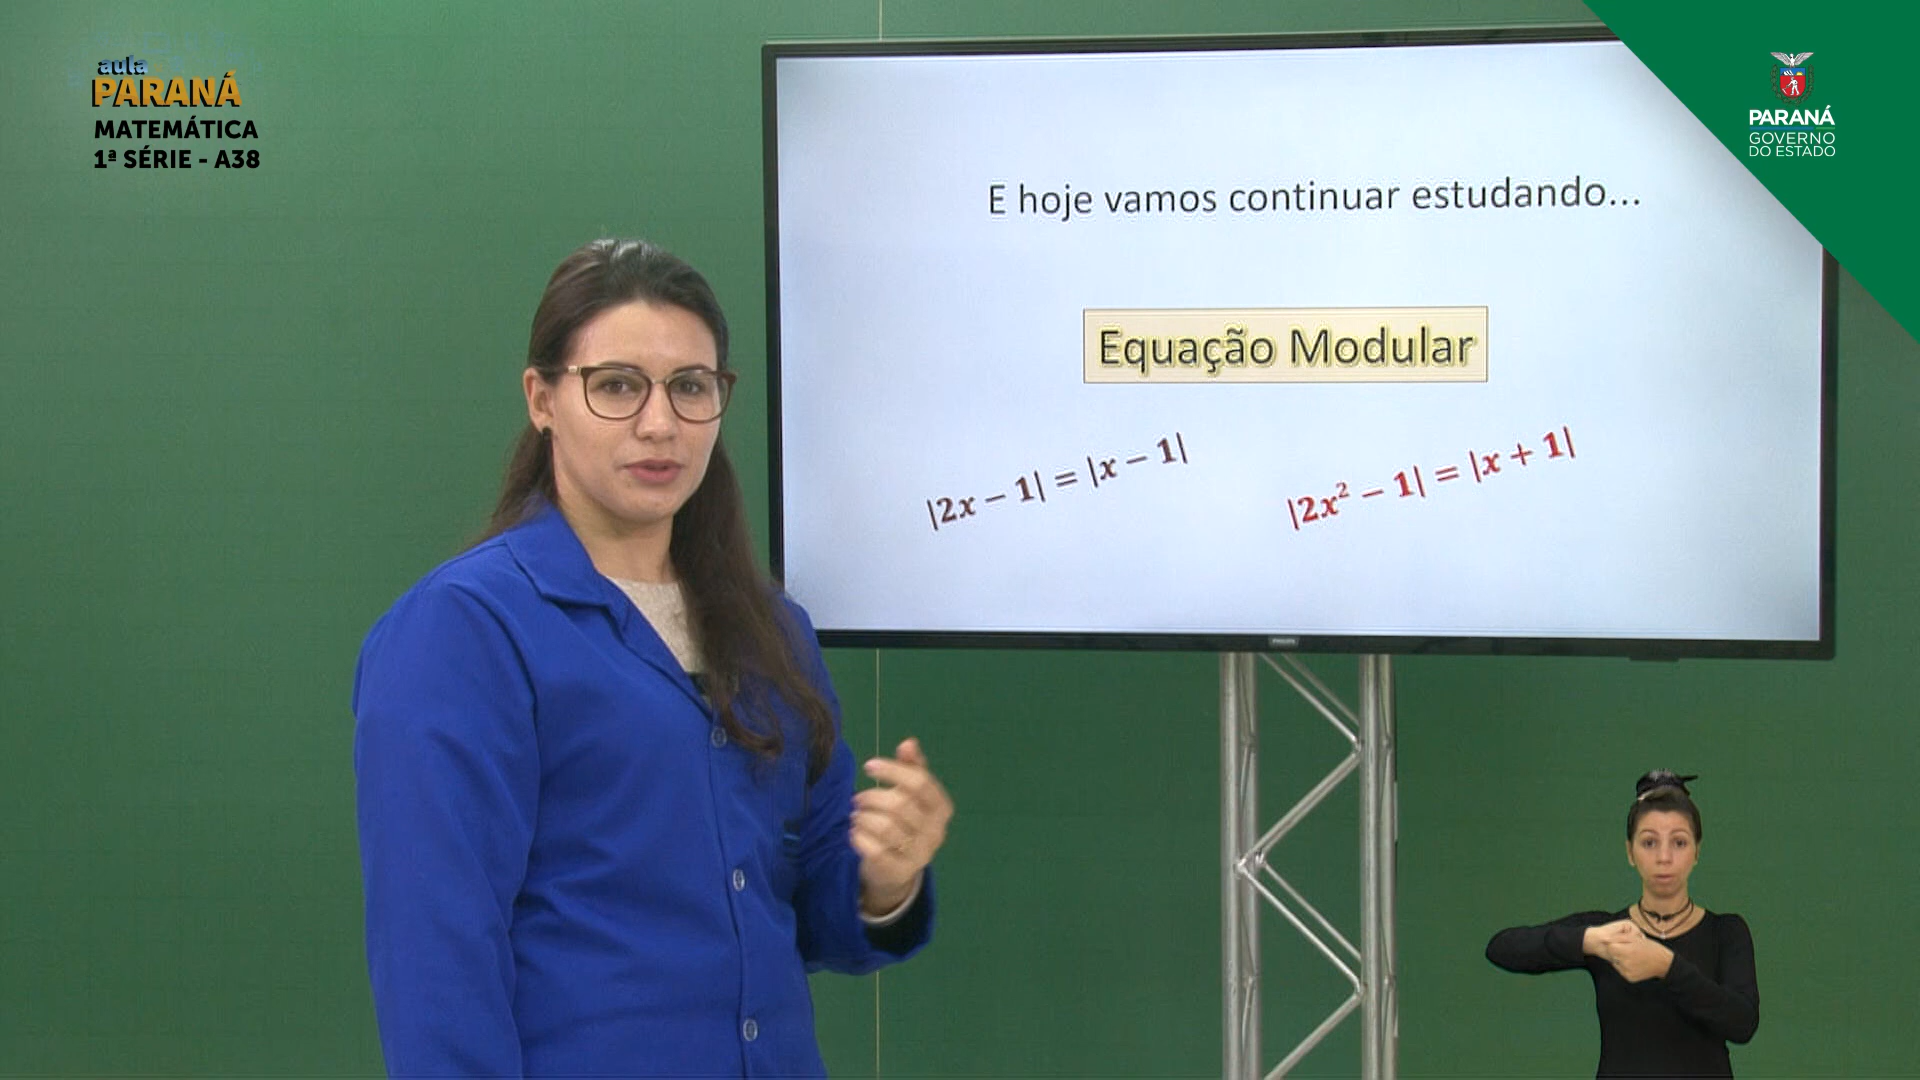 aula
PARANÁ
MATEMÁTICA
1ª SÉRIE - A38
PARANÁ
GOVERNO
DO ESTADO
E hoje vamos continuar estudando...
Equação Modular
|2x − 1| = |x − 1|
|2x² − 1| = |x + 1|
PHILIPS